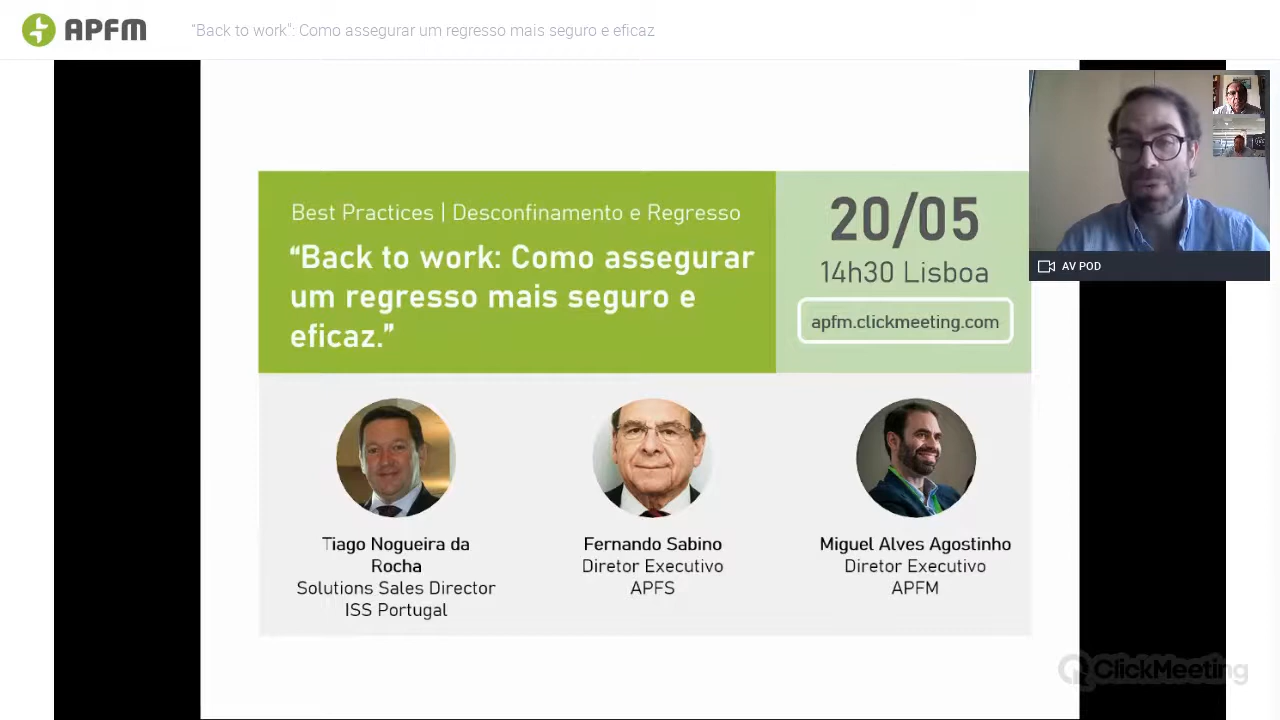 APFM
“Back to work": Como assegurar um regresso mais seguro e eficaz
Best Practices | Desconfinamento e Regresso
“Back to work: Como assegurar
um regresso mais seguro e
eficaz.”
20/05
14h30 Lisboa
apfm.clickmeeting.com
AV POD
Tiago Nogueira da
Rocha
Solutions Sales Director
ISS Portugal
Fernando Sabino
Diretor Executivo
APFS
Miguel Alves Agostinho
Diretor Executivo
APFM
ClickMeeting